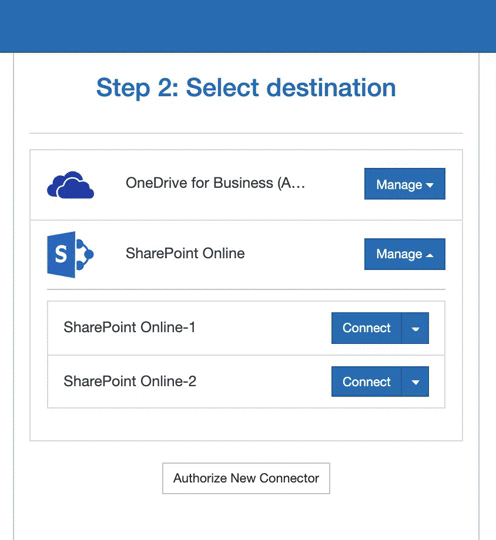 Step 2: Select destination
OneDrive for Business (A...
Manage
S
SharePoint Online
Manage
SharePoint Online-1
Connect
SharePoint Online-2
Connect
Authorize New Connector